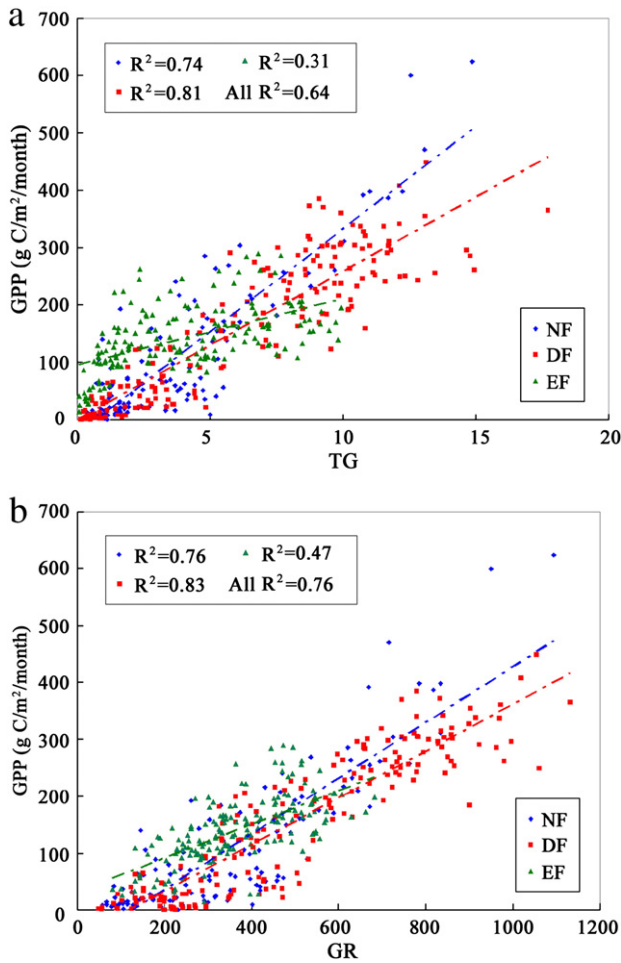 a
700
600
500
400
300
200
100
0
GPP (g C/m²/month)
R²=0.74 R²=0.31
R²=0.81 All R²=0.64
NF
DF
EF
0 5 10 15 20
TG
b
700
600
500
400
300
200
100
0
GPP (g C/m²/month)
R²=0.76 R²=0.47
R²=0.83 All R²=0.76
NF
DF
EF
0 200 400 600 800 1000 1200
GR